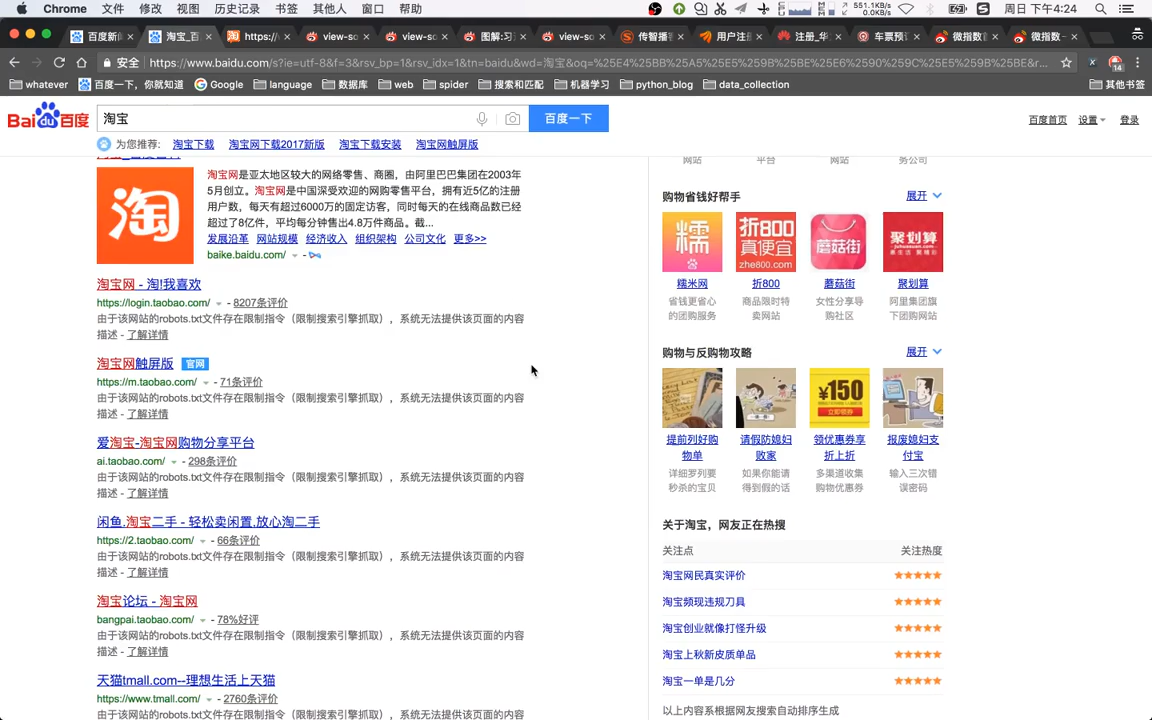 Chrome 文件 修改 视图 历史记录 书签 其他人 窗口 帮助 551.1KB/s 0.0KB/s 周日 下午4:24
百度新闻 淘宝_百 https:/ view-so view-so 图解:习 view-so 传智播 用户注 注册_华 车票预订 微指数 微指数-
安全 https://www.baidu.com/s?ie=utf-8&f=3&rsv_bp=1&rsv_idx=1&tn=baidu&wd=淘宝&oq=%25E4%25BB%25A5%25E5%259B%25BE%25E6%2590%259C%25E5%259B%25BE&r...
whatever 百度一下，你就知道 Google language 数据库 web spider 搜索和匹配 机器学习 python_blog data_collection 其他书签
Bai du 百度 淘宝 百度一下 百度首页 设置 登录
为您推荐: 淘宝下载 淘宝网下载2017新版 淘宝下载安装 淘宝网触屏版
淘
淘宝网是亚太地区较大的网络零售、商圈，由阿里巴巴集团在2003年
5月创立。淘宝网是中国深受欢迎的网购零售平台，拥有近5亿的注册
用户数，每天有超过6000万的固定访客，同时每天的在线商品数已经
超过了8亿件，平均每分钟售出4.8万件商品。截...
发展沿革 网站规模 经济收入 组织架构 公司文化 更多>>
baike.baidu.com/ -
淘宝网 - 淘!我喜欢
https://login.taobao.com/ - 8207条评价
由于该网站的robots.txt文件存在限制指令（限制搜索引擎抓取），系统无法提供该页面的内容
描述 - 了解详情
淘宝网触屏版 官网
https://m.taobao.com/ - 71条评价
由于该网站的robots.txt文件存在限制指令（限制搜索引擎抓取），系统无法提供该页面的内容
描述 - 了解详情
爱淘宝-淘宝网购物分享平台
ai.taobao.com/ - 298条评价
由于该网站的robots.txt文件存在限制指令（限制搜索引擎抓取），系统无法提供该页面的内容
描述 - 了解详情
闲鱼.淘宝二手 - 轻松卖闲置,放心淘二手
https://2.taobao.com/ - 66条评价
由于该网站的robots.txt文件存在限制指令（限制搜索引擎抓取），系统无法提供该页面的内容
描述 - 了解详情
淘宝论坛 - 淘宝网
bangpai.taobao.com/ - 78%好评
由于该网站的robots.txt文件存在限制指令（限制搜索引擎抓取），系统无法提供该页面的内容
描述 - 了解详情
天猫tmall.com--理想生活上天猫
https://www.tmall.com/ - 2760条评价
由于该网站的robots.txt文件存在限制指令（限制搜索引擎抓取），系统无法提供该页面的内容
网站 平台 网站 务公司
购物省钱好帮手 展开
糯 折800 真便宜 zhe800.com 蘑菇街 聚划算
糯米网 折800 蘑菇街 聚划算
省钱更省心 商品限时特 女性分享导 阿里集团旗
的团购服务 卖网站 购社区 下团购网站
购物与反购物攻略 展开
¥150 立即领券
提前列好购 请假防媳妇 领优惠券享 报废媳妇支
物单 败家 折上折 付宝
详细罗列要 如果你能请 多渠道收集 输入三次错
秒杀的宝贝 得到假的话 购物优惠券 误密码
关于淘宝，网友正在热搜
关注点 关注热度
淘宝网民真实评价
淘宝频现违规刀具
淘宝创业就像打怪升级
淘宝上秋新皮质单品
淘宝一单是几分
以上内容系根据网友搜索自动排序生成